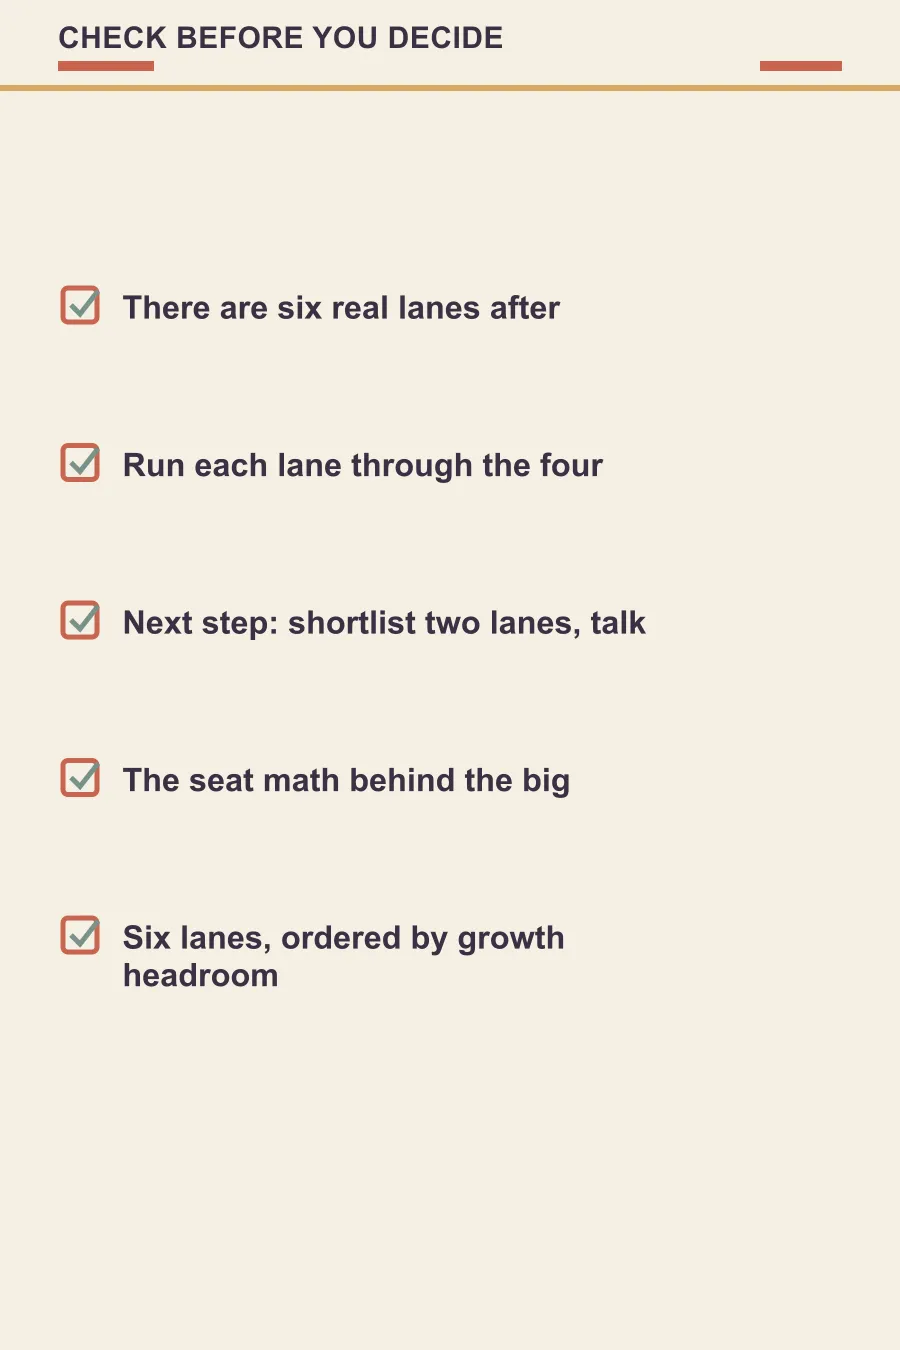 CHECK BEFORE YOU DECIDE
There are six real lanes after
Run each lane through the four
Next step: shortlist two lanes, talk
The seat math behind the big
Six lanes, ordered by growth
headroom